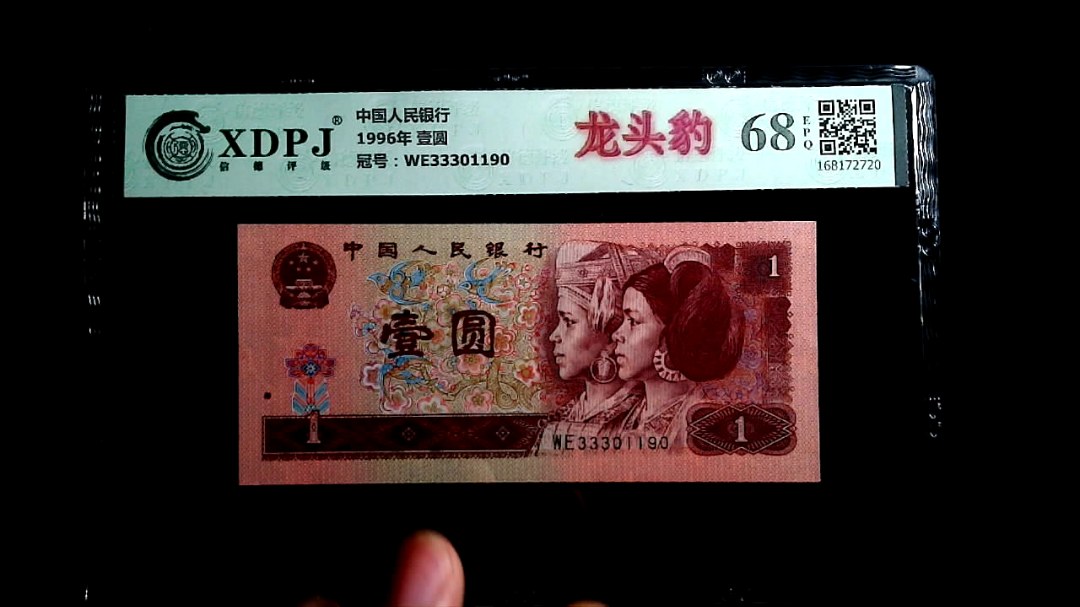 XDPJ®
信德评级
中国人民银行
1996年 壹圆
冠号：WE33301190
龙头豹
68
EPQ
168172720
中国人民银行
1
壹圆
1
WE33301190
1